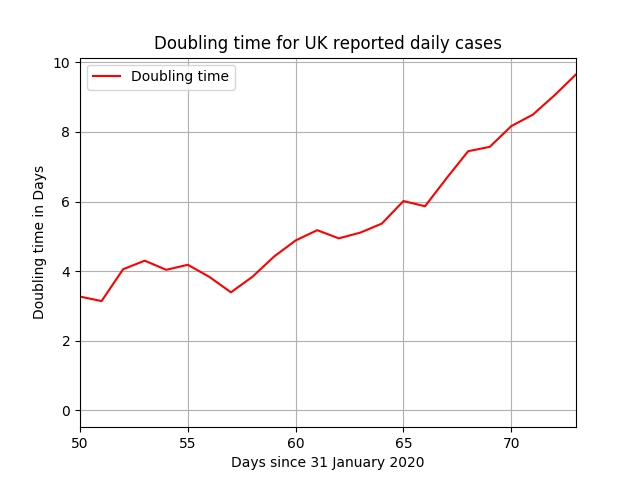 Doubling time for UK reported daily cases
Doubling time
10
8
6
4
2
0
Doubling time in Days
50
55
60
65
70
Days since 31 January 2020